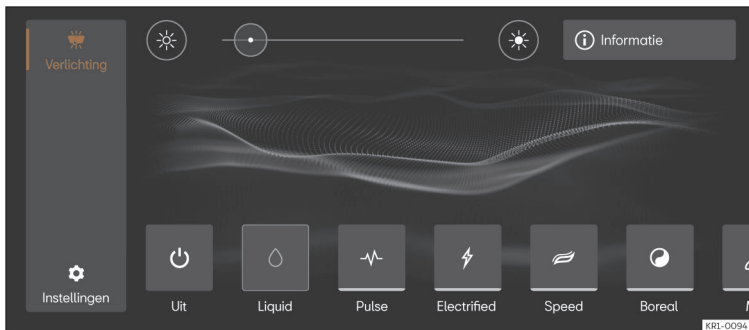 Verlichting
Informatie
Instellingen
Uit
Liquid
Pulse
Electrified
Speed
Boreal
KR1-0094